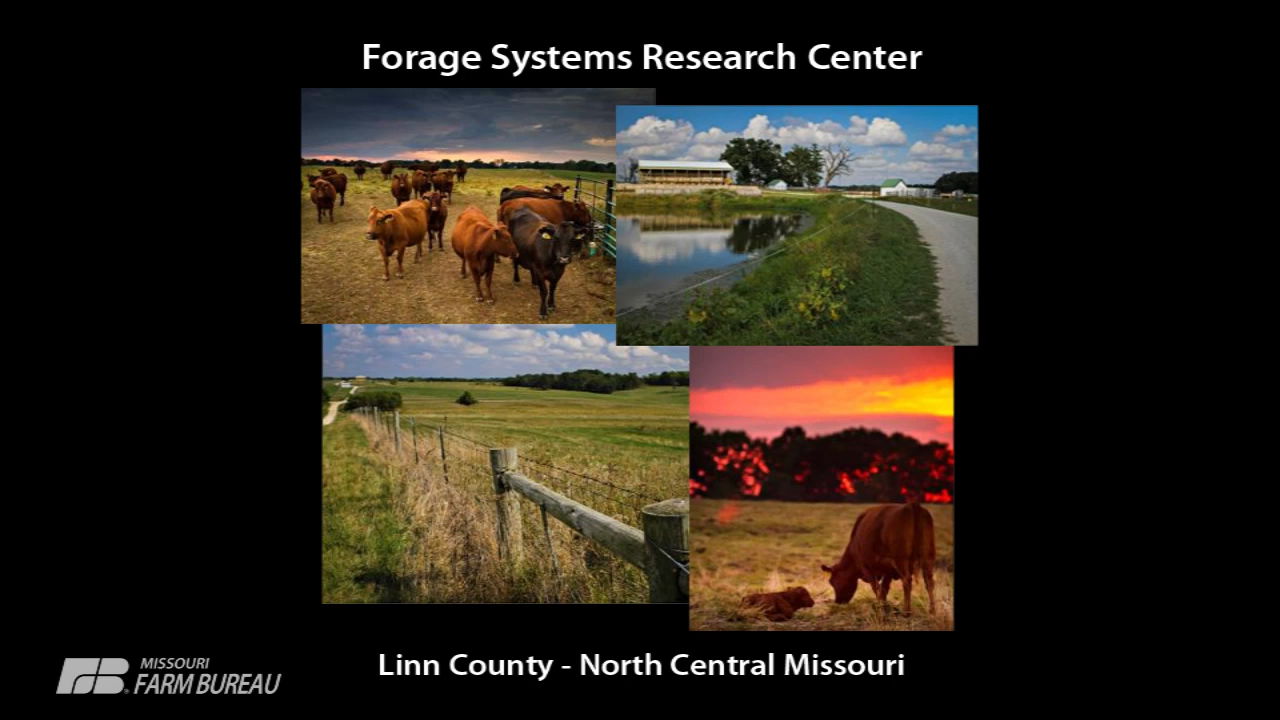 Forage Systems Research Center
Linn County - North Central Missouri
MISSOURI
FARM BUREAU